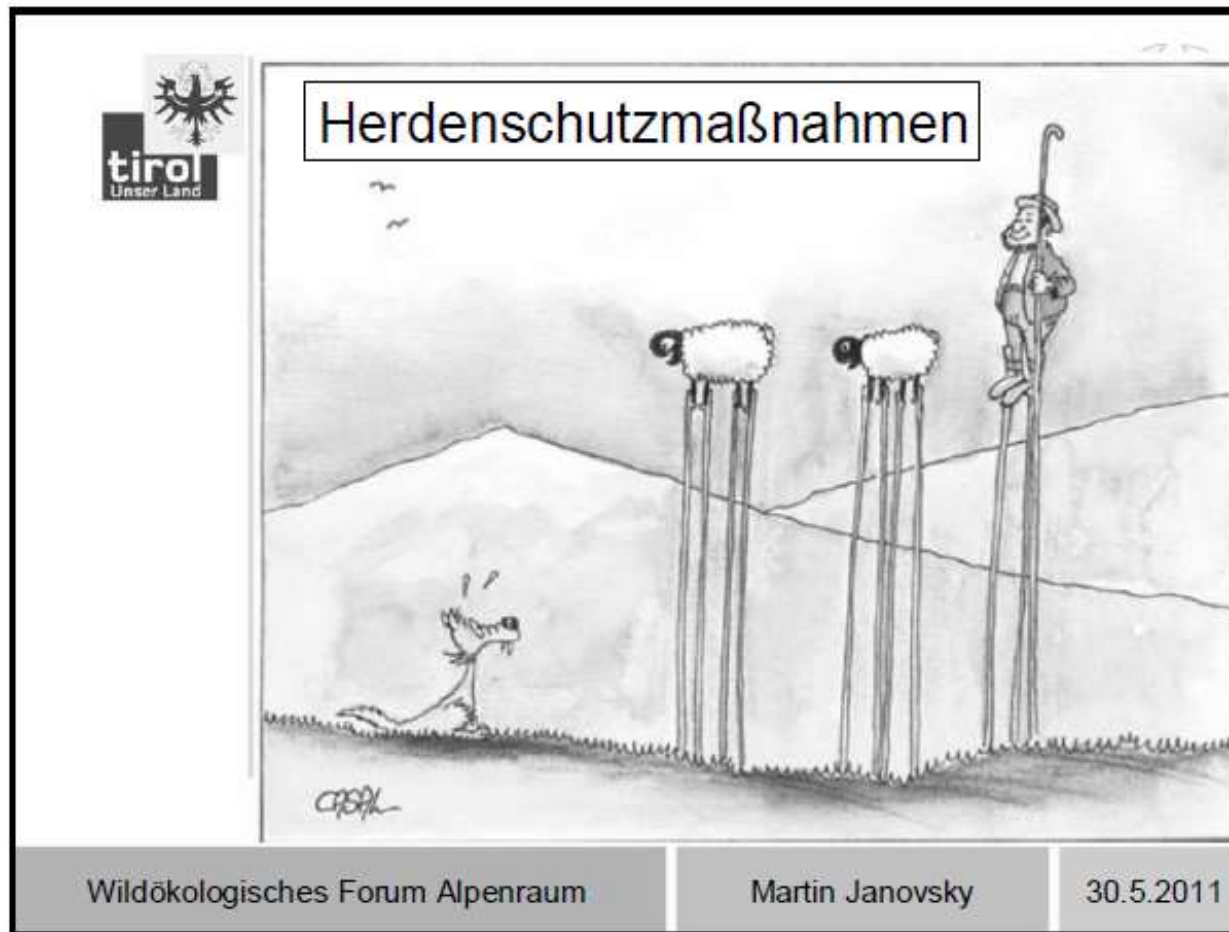 Herdenschutzmaßnahmen
tirol
Unser Land
Wildökologisches Forum Alpenraum
Martin Janovsky
30.5.2011